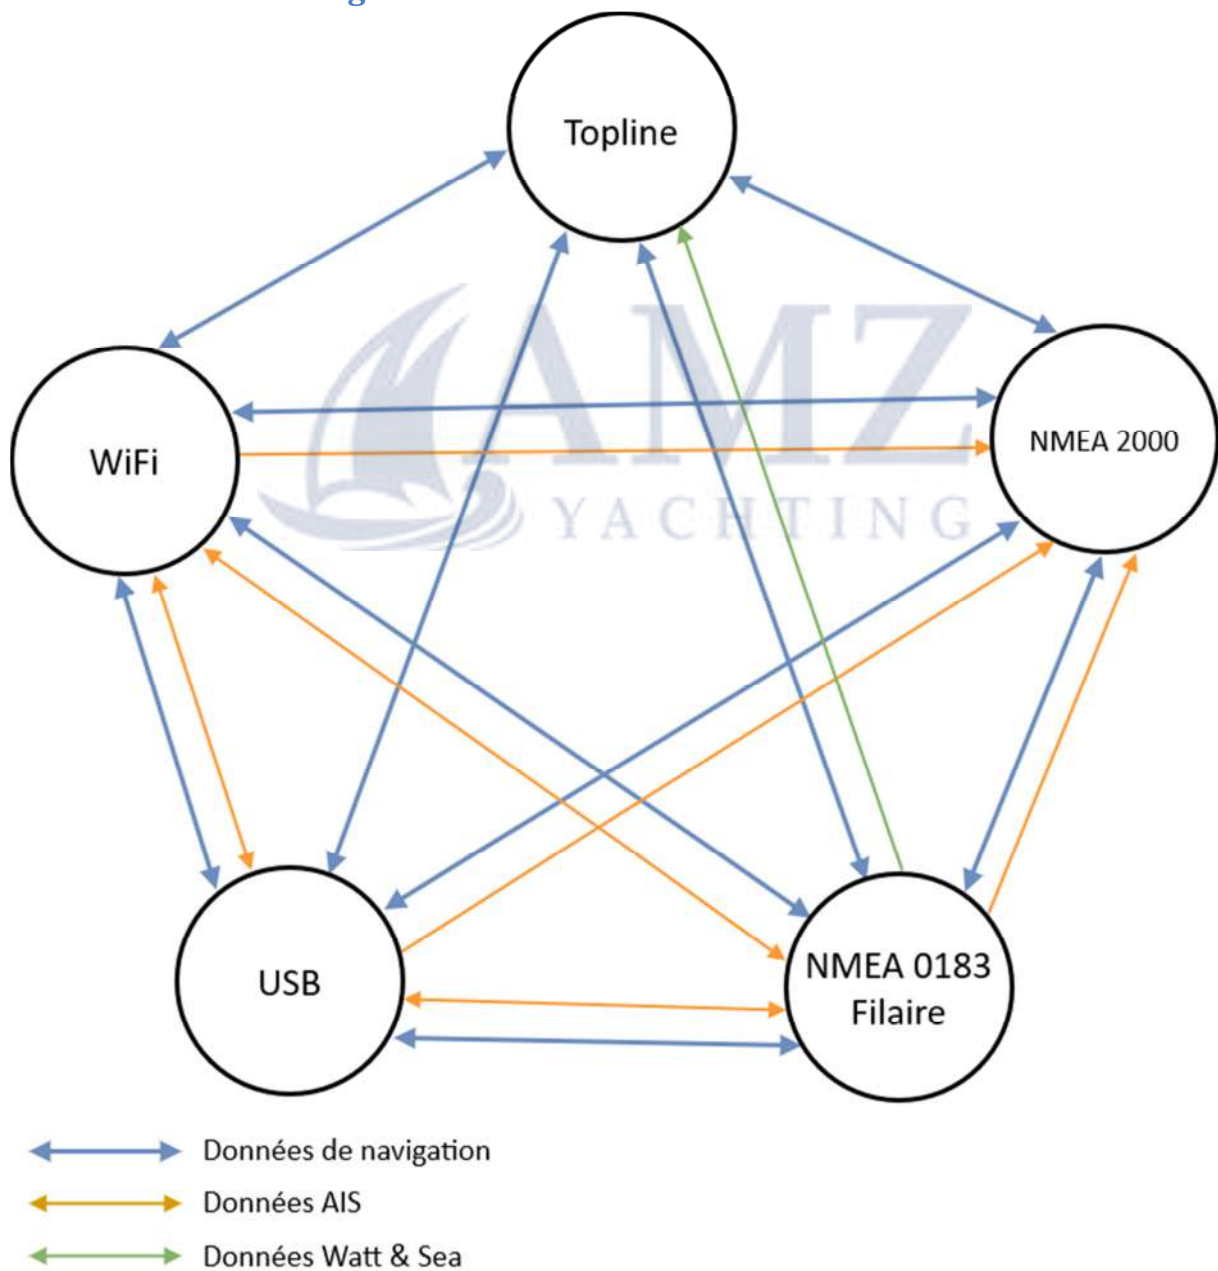 Topline
WiFi
NMEA 2000
AMZ
YACHTING
USB
NMEA 0183
Filaire
Données de navigation
Données AIS
Données Watt & Sea